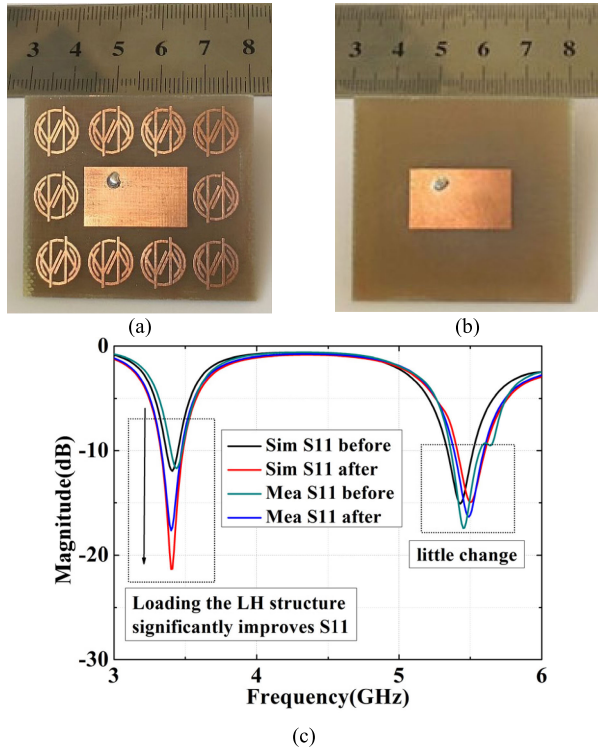 3 4 5 6 7 8
3 4 5 6 7 8
(a)
(b)
0
-10
-20
-30
Magnitude(dB)
Sim S11 before
Sim S11 after
Mea S11 before
Mea S11 after
little change
Loading the LH structure
significantly improves S11
3 4 5 6
Frequency(GHz)
(c)